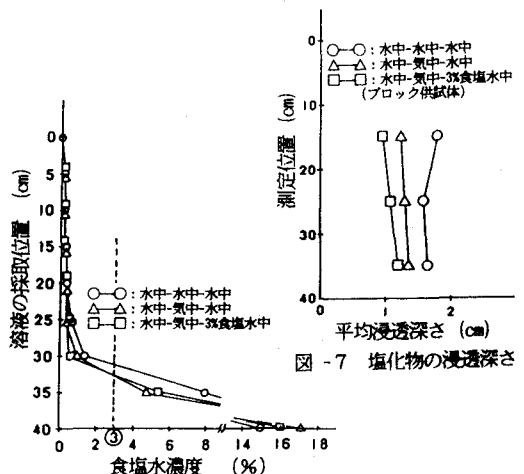 0
10
20
30
40
測定位置 (cm)
○—○ : 水中-水中-水中
△—△ : 水中-気中-水中
□—□ : 水中-気中-3%食塩水中
(ブロック供試体)
0 1 2
平均浸透深さ (cm)
図 -7 塩化物の浸透深さ
0
5
10
15
20
25
30
35
40
溶液の採取位置 (cm)
○—○ : 水中-水中-水中
△—△ : 水中-気中-水中
□—□ : 水中-気中-3%食塩水中
0 2 ③ 4 6 8 14 16 18
食塩水濃度 (%)